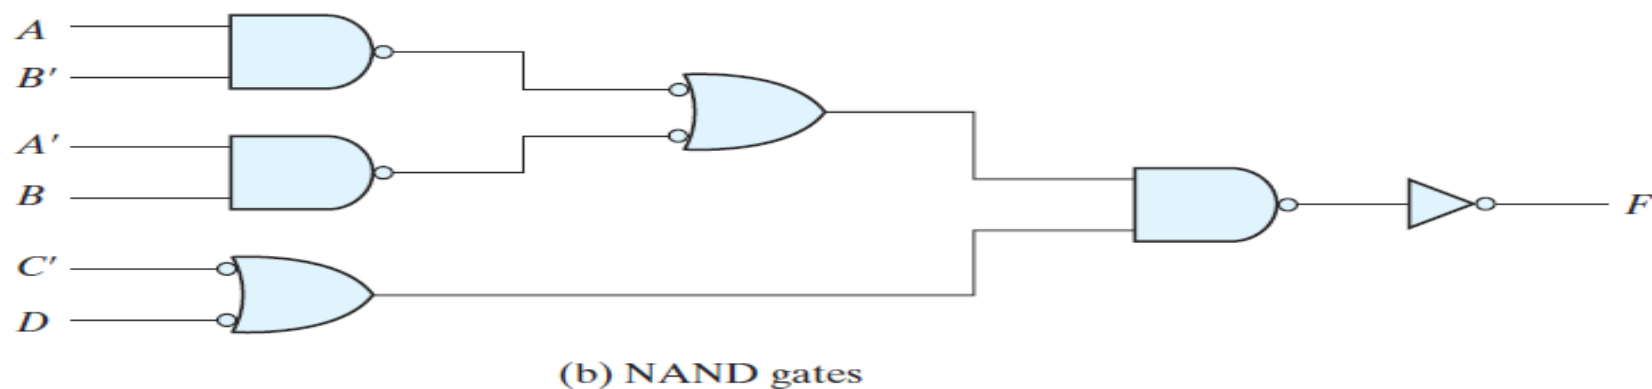 A
B′
A′
B
C′
D
F
(b) NAND gates